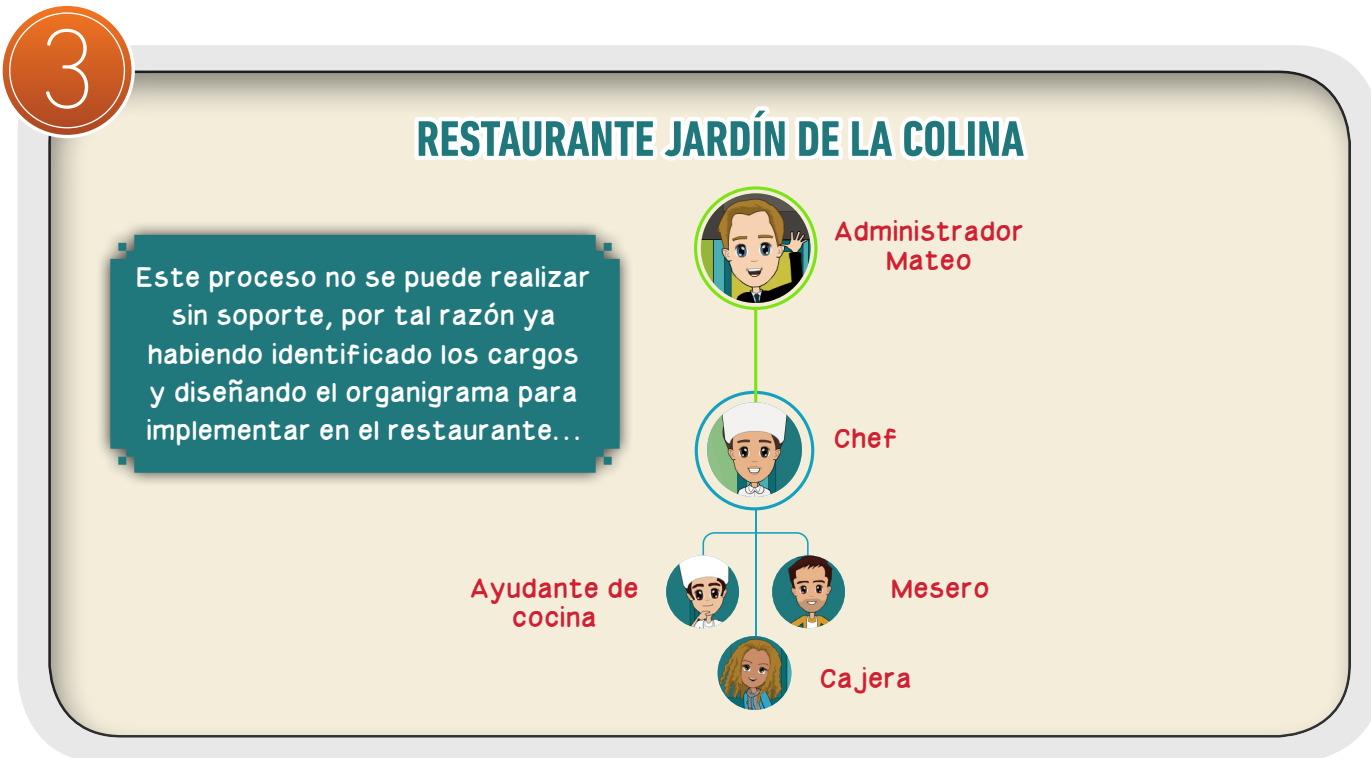 3
RESTAURANTE JARDÍN DE LA COLINA
Este proceso no se puede realizar
sin soporte, por tal razón ya
habiendo identificado los cargos
y diseñando el organigrama para
implementar en el restaurante...
Administrador
Mateo
Chef
Ayudante de
cocina
Mesero
Cajera